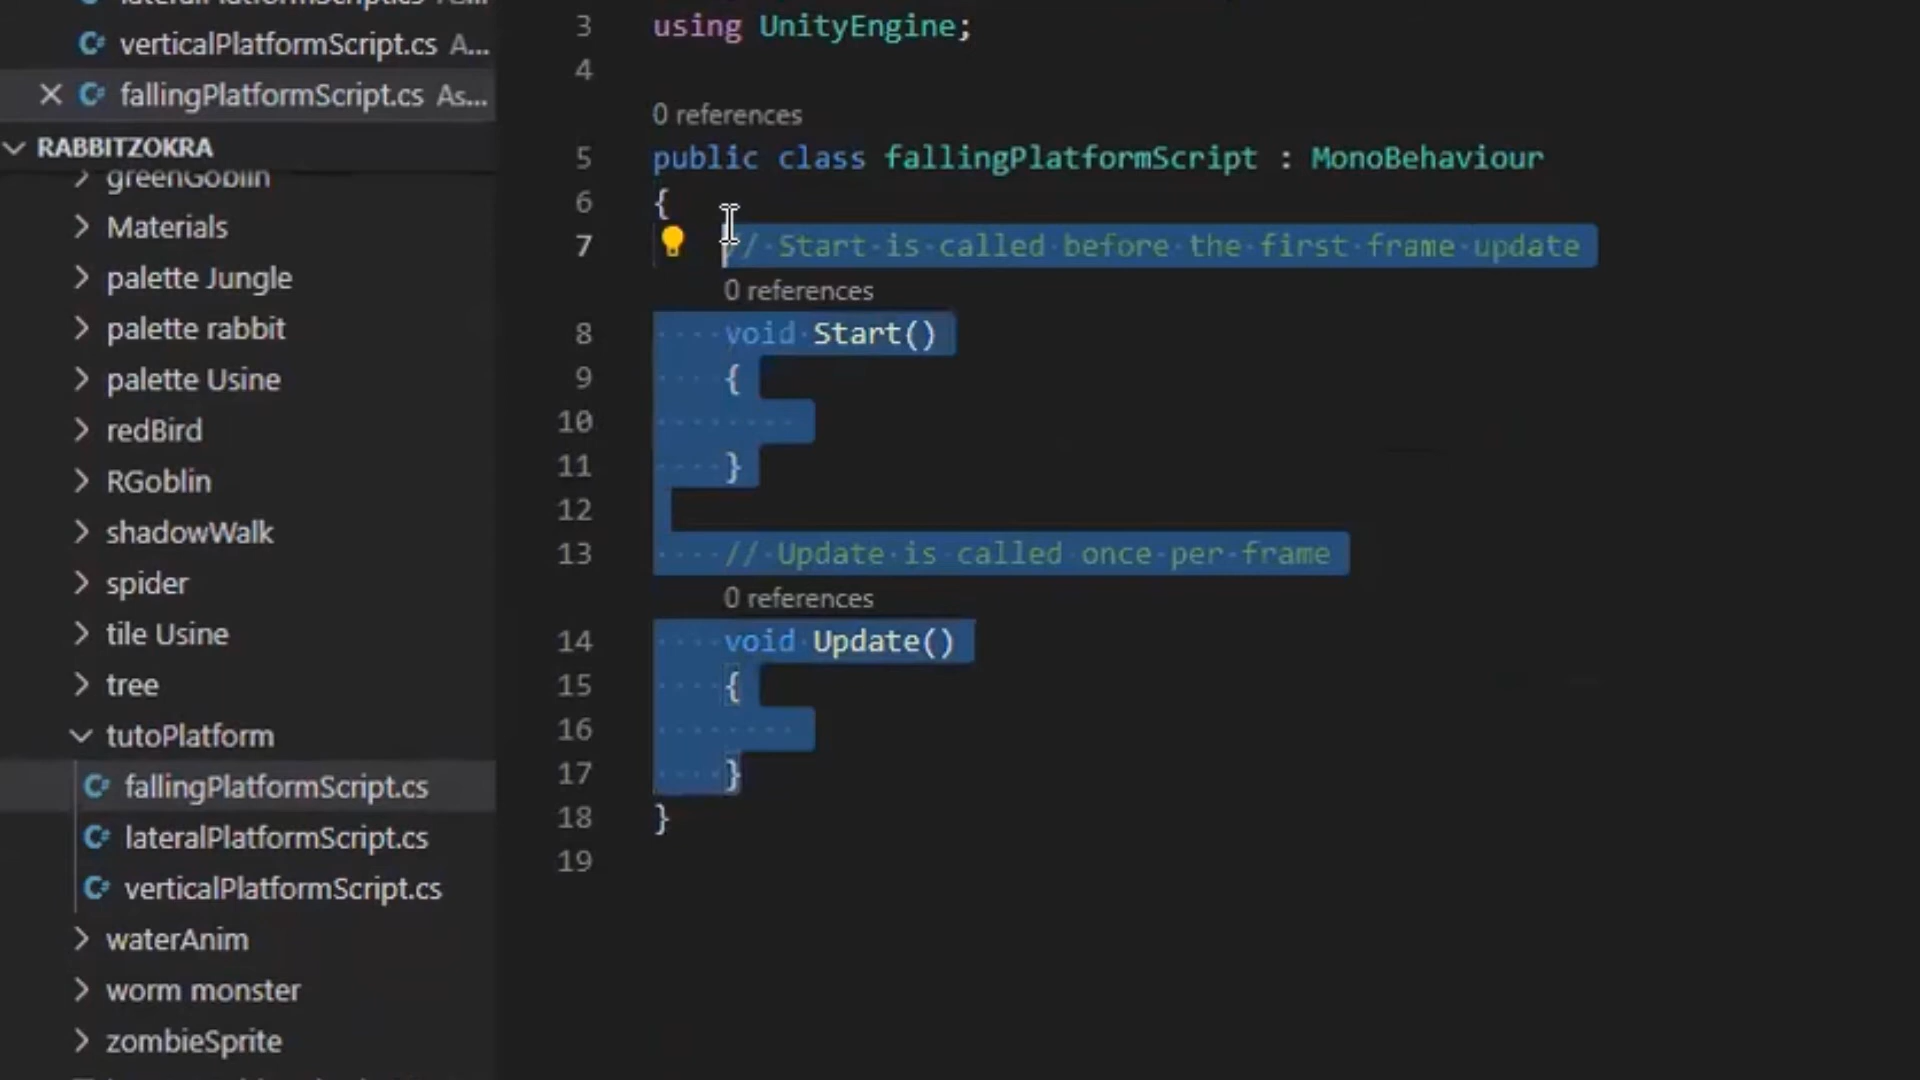 verticalPlatformScript.cs A...
fallingPlatformScript.cs As...
RABBITZOKRA
greenGoblin
Materials
palette Jungle
palette rabbit
palette Usine
redBird
RGoblin
shadowWalk
spider
tile Usine
tree
tutoPlatform
fallingPlatformScript.cs
lateralPlatformScript.cs
verticalPlatformScript.cs
waterAnim
worm monster
zombieSprite
3 using UnityEngine;
4
0 references
5 public class fallingPlatformScript : MonoBehaviour
6 {
7 // Start is called before the first frame update
0 references
8 void Start()
9 {
10
11 }
12
13 // Update is called once per frame
0 references
14 void Update()
15 {
16
17 }
18 }
19